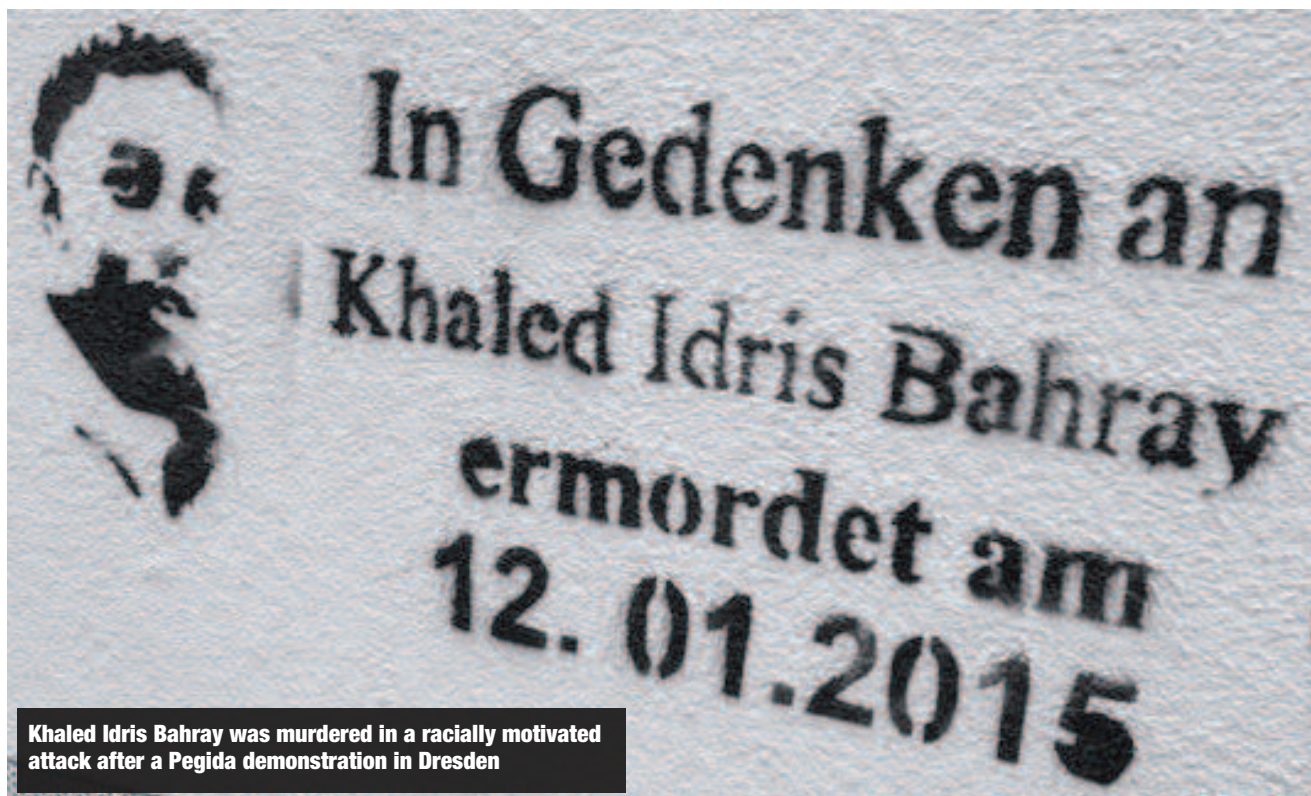 In Gedenken an
Khaled Idris Bahray
ermordet am
12. 01.2015
Khaled Idris Bahray was murdered in a racially motivated
attack after a Pegida demonstration in Dresden